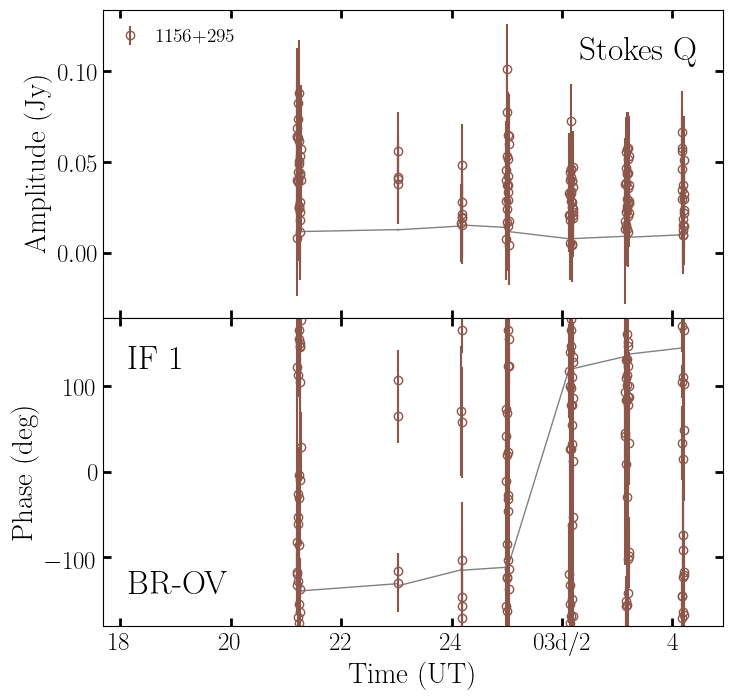 1156+295
Stokes Q
Amplitude (Jy)
0.10
0.05
0.00
IF 1
BR-OV
Phase (deg)
100
0
−100
18 20 22 24 03d/2 4
Time (UT)